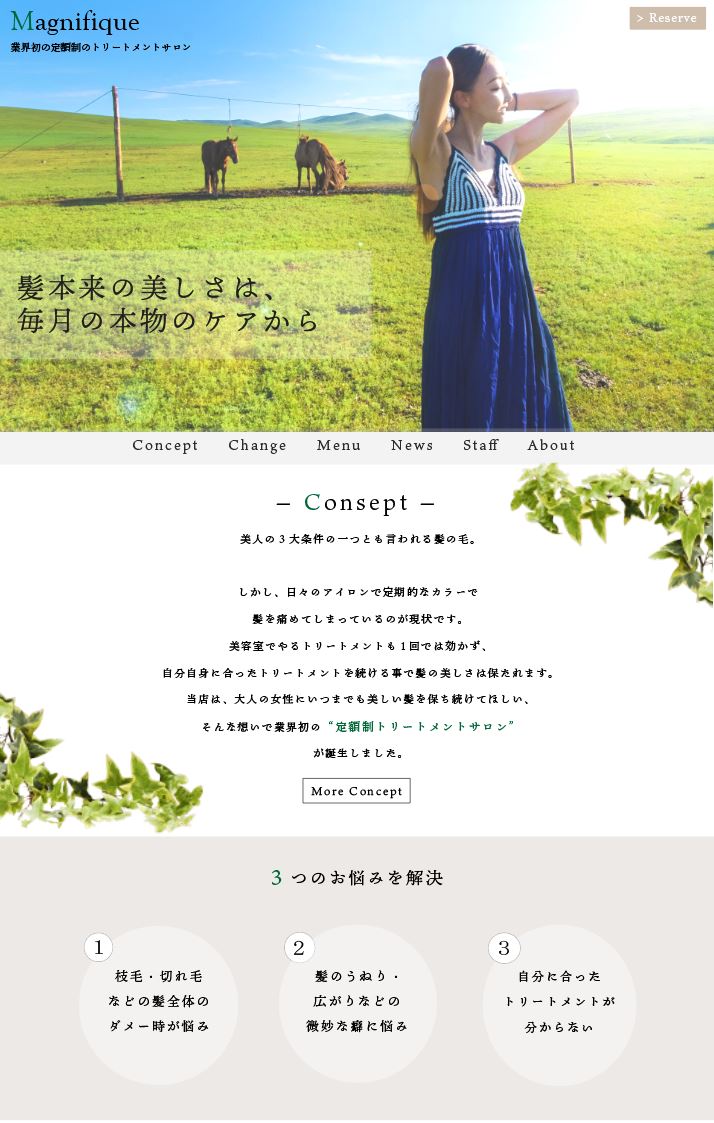 Magnifique
業界初の定額制のトリートメントサロン
> Reserve
髪本来の美しさは、
毎月の本物のケアから
Concept Change Menu News Staff About
– Consept –
美人の3大条件の一つとも言われる髪の毛。
しかし、日々のアイロンで定期的なカラーで
髪を痛めてしまっているのが現状です。
美容室でやるトリートメントも1回では効かず、
自分自身に合ったトリートメントを続ける事で髪の美しさは保たれます。
当店は、大人の女性にいつまでも美しい髪を保ち続けてほしい、
そんな想いで業界初の “定額制トリートメントサロン”
が誕生しました。
More Concept
3 つのお悩みを解決
1
枝毛・切れ毛
などの髪全体の
ダメー時が悩み
2
髪のうねり・
広がりなどの
微妙な癖に悩み
3
自分に合った
トリートメントが
分からない